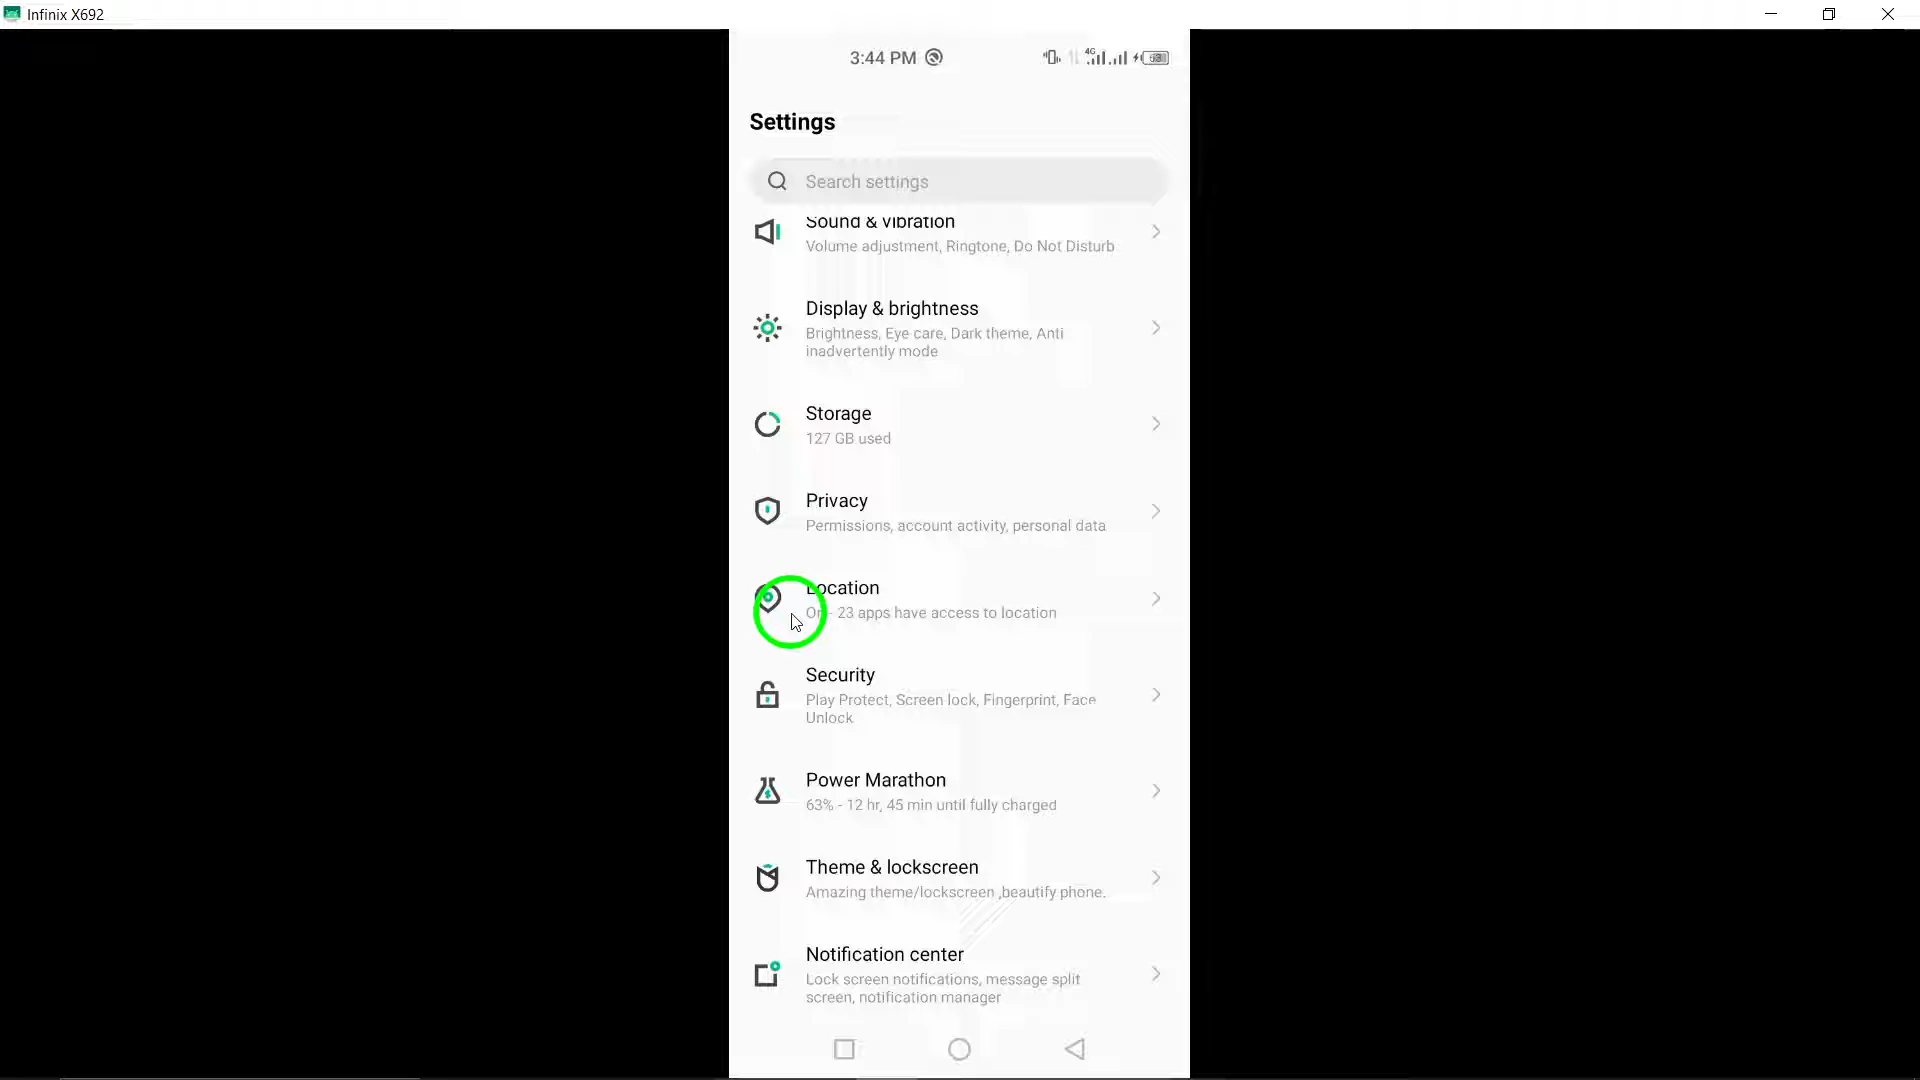 Infinix X692
3:44 PM
4G
63
Settings
Search settings
Sound & vibration
Volume adjustment, Ringtone, Do Not Disturb
Display & brightness
Brightness, Eye care, Dark theme, Anti
inadvertently mode
Storage
127 GB used
Privacy
Permissions, account activity, personal data
Location
On - 23 apps have access to location
Security
Play Protect, Screen lock, Fingerprint, Face
Unlock
Power Marathon
63% - 12 hr, 45 min until fully charged
Theme & lockscreen
Amazing theme/lockscreen ,beautify phone.
Notification center
Lock screen notifications, message split
screen, notification manager